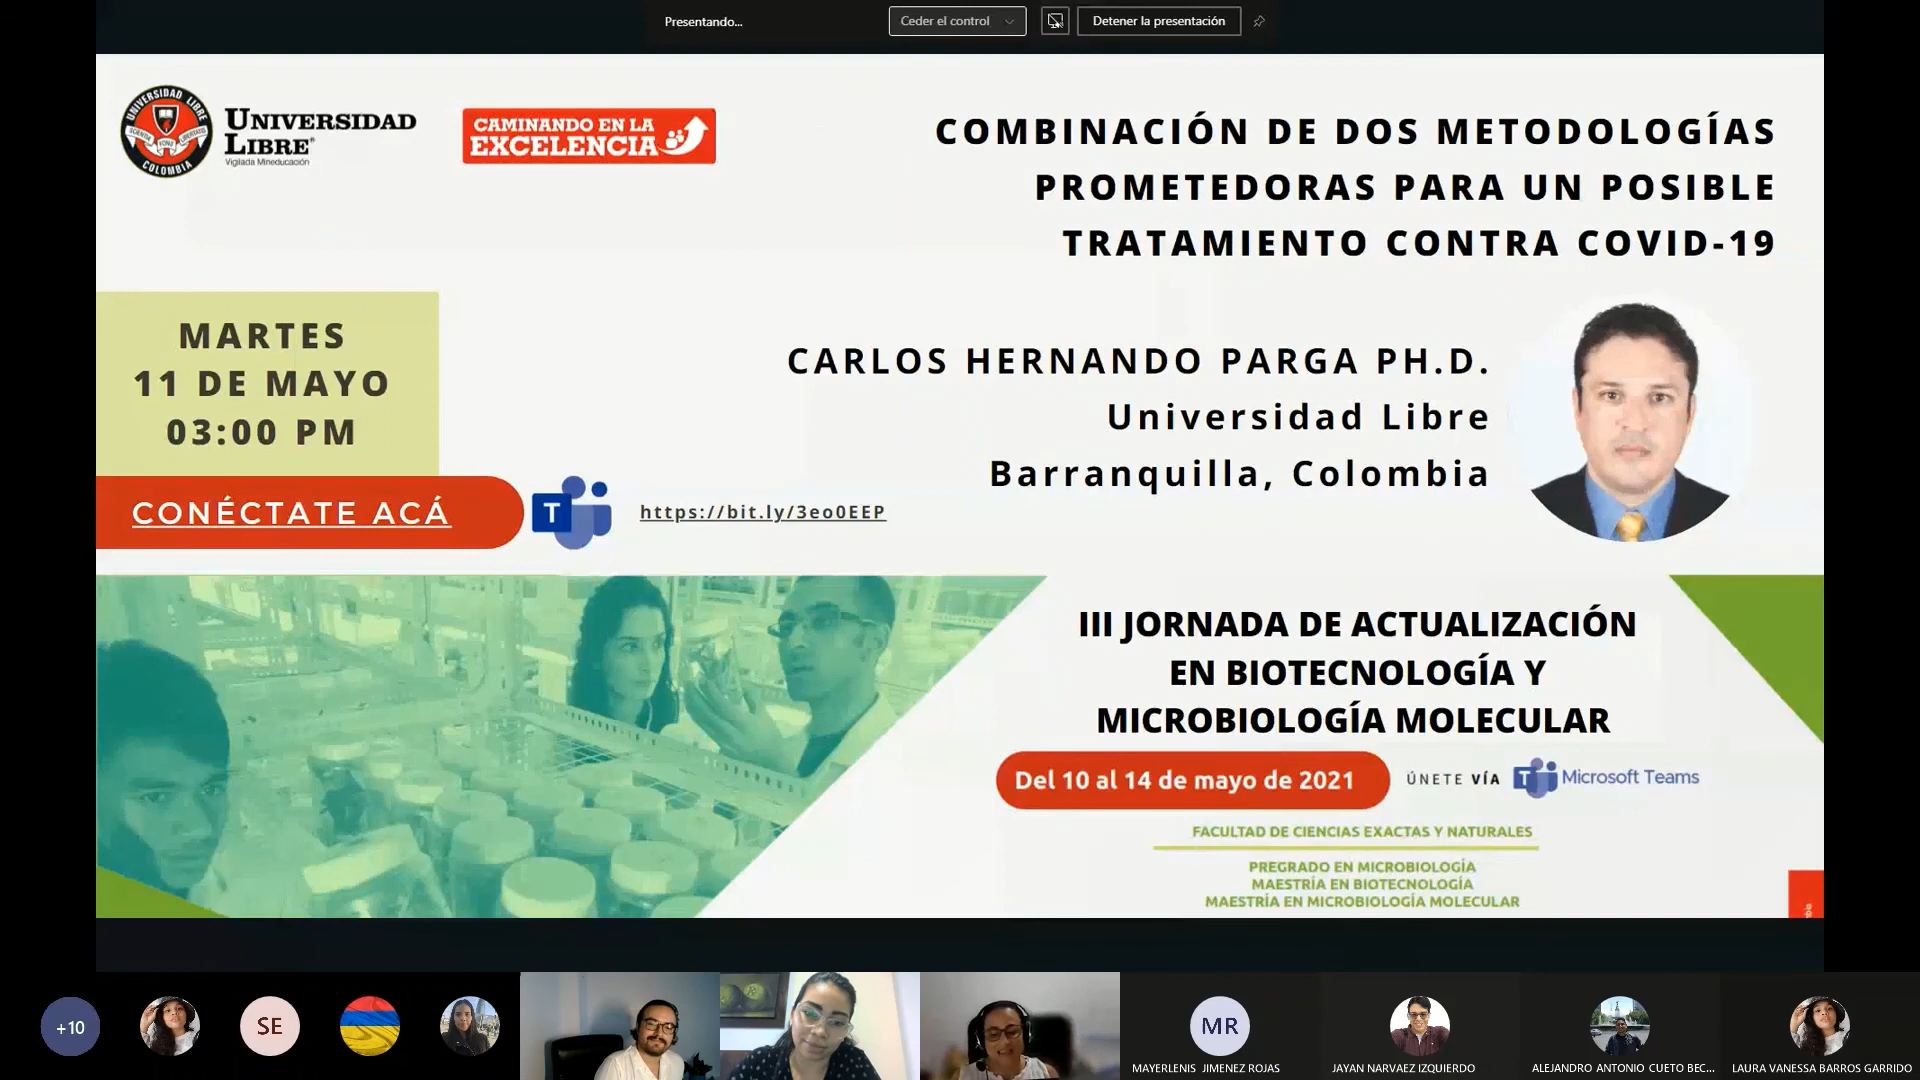 Presentando...
Ceder el control
Detener la presentación
UNIVERSIDAD LIBRE
COLOMBIA
UNIVERSIDAD
LIBRE®
Vigilada Mineducación
CAMINANDO EN LA
EXCELENCIA
COMBINACIÓN DE DOS METODOLOGÍAS
PROMETEDORAS PARA UN POSIBLE
TRATAMIENTO CONTRA COVID-19
MARTES
11 DE MAYO
03:00 PM
CARLOS HERNANDO PARGA PH.D.
Universidad Libre
Barranquilla, Colombia
CONÉCTATE ACÁ
T
https://bit.ly/3eo0EEP
III JORNADA DE ACTUALIZACIÓN
EN BIOTECNOLOGÍA Y
MICROBIOLOGÍA MOLECULAR
Del 10 al 14 de mayo de 2021
ÚNETE VÍA
T
Microsoft Teams
FACULTAD DE CIENCIAS EXACTAS Y NATURALES
PREGRADO EN MICROBIOLOGÍA
MAESTRÍA EN BIOTECNOLOGÍA
MAESTRÍA EN MICROBIOLOGÍA MOLECULAR
+10
SE
MR
MAYERLENIS JIMENEZ ROJAS
JAYAN NARVAEZ IZQUIERDO
ALEJANDRO ANTONIO CUETO BEC...
LAURA VANESSA BARROS GARRIDO